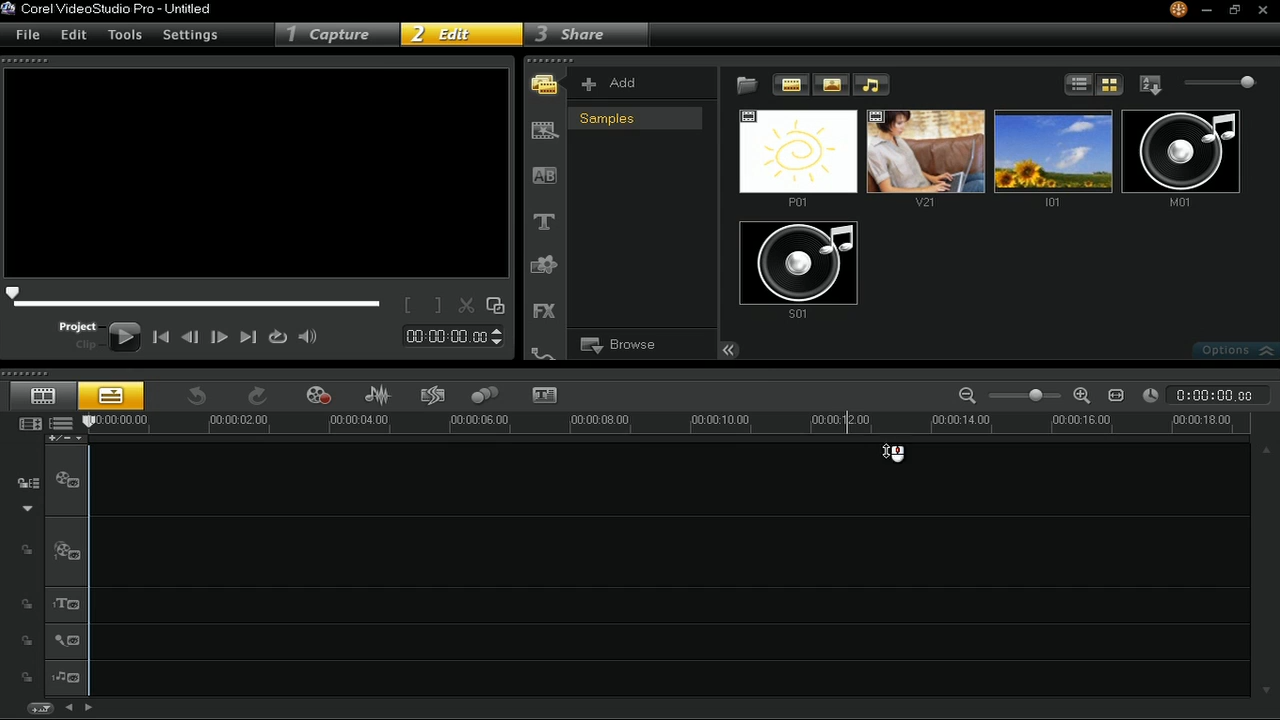 Corel VideoStudio Pro - Untitled
File Edit Tools Settings 1 Capture 2 Edit 3 Share
Add
Samples
P01 V21 I01 M01
S01
Project
Clip
00:00:00.00
AB
T
FX
Browse
Options
0:00:00.00
00:00:00.00 00:00:02.00 00:00:04.00 00:00:06.00 00:00:08.00 00:00:10.00 00:00:12.00 00:00:14.00 00:00:16.00 00:00:18.00